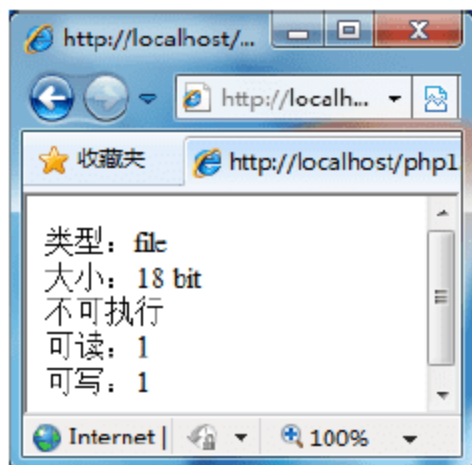 http://localhost/...
http://localh...
收藏夹
http://localhost/php1
类型：file
大小：18 bit
不可执行
可读：1
可写：1
Internet
100%